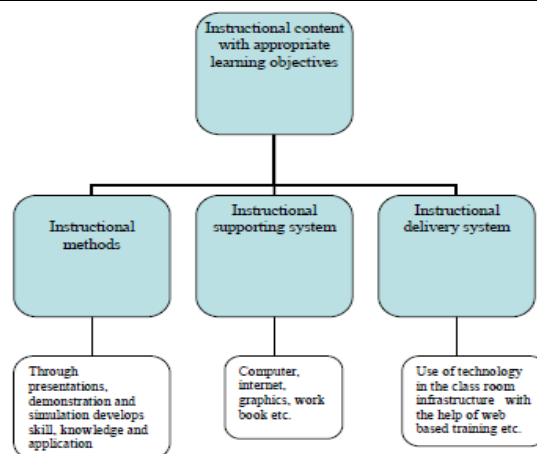 Instructional content
with appropriate
learning objectives
Instructional
methods
Instructional
supporting system
Instructional
delivery system
Through
presentations,
demonstration and
simulation develops
skill, knowledge and
application
Computer,
internet,
graphics, work
book etc.
Use of technology
in the class room
infrastructure with
the help of web
based training etc.